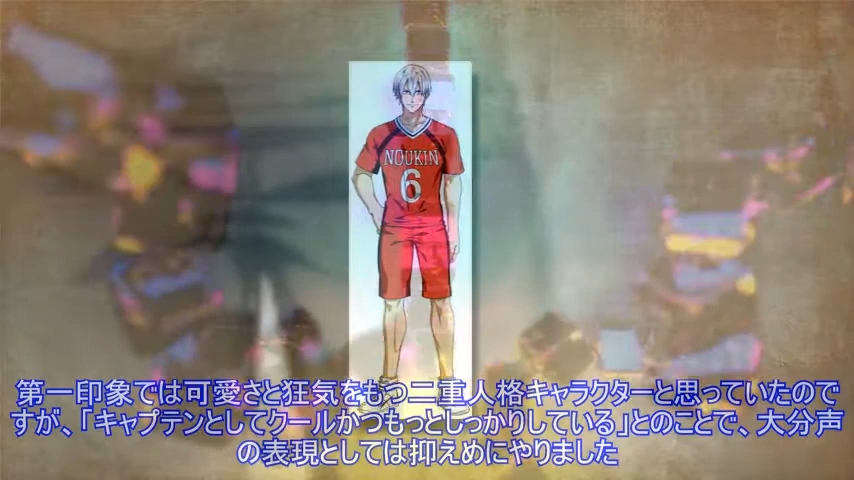 NOUKIN
6
第一印象では可愛さと狂気をもつ二重人格キャラクターと思っていたので
すが、「キャプテンとしてクールかつもっとしっかりしている」とのことで、大分声
の表現としては抑えめにやりました